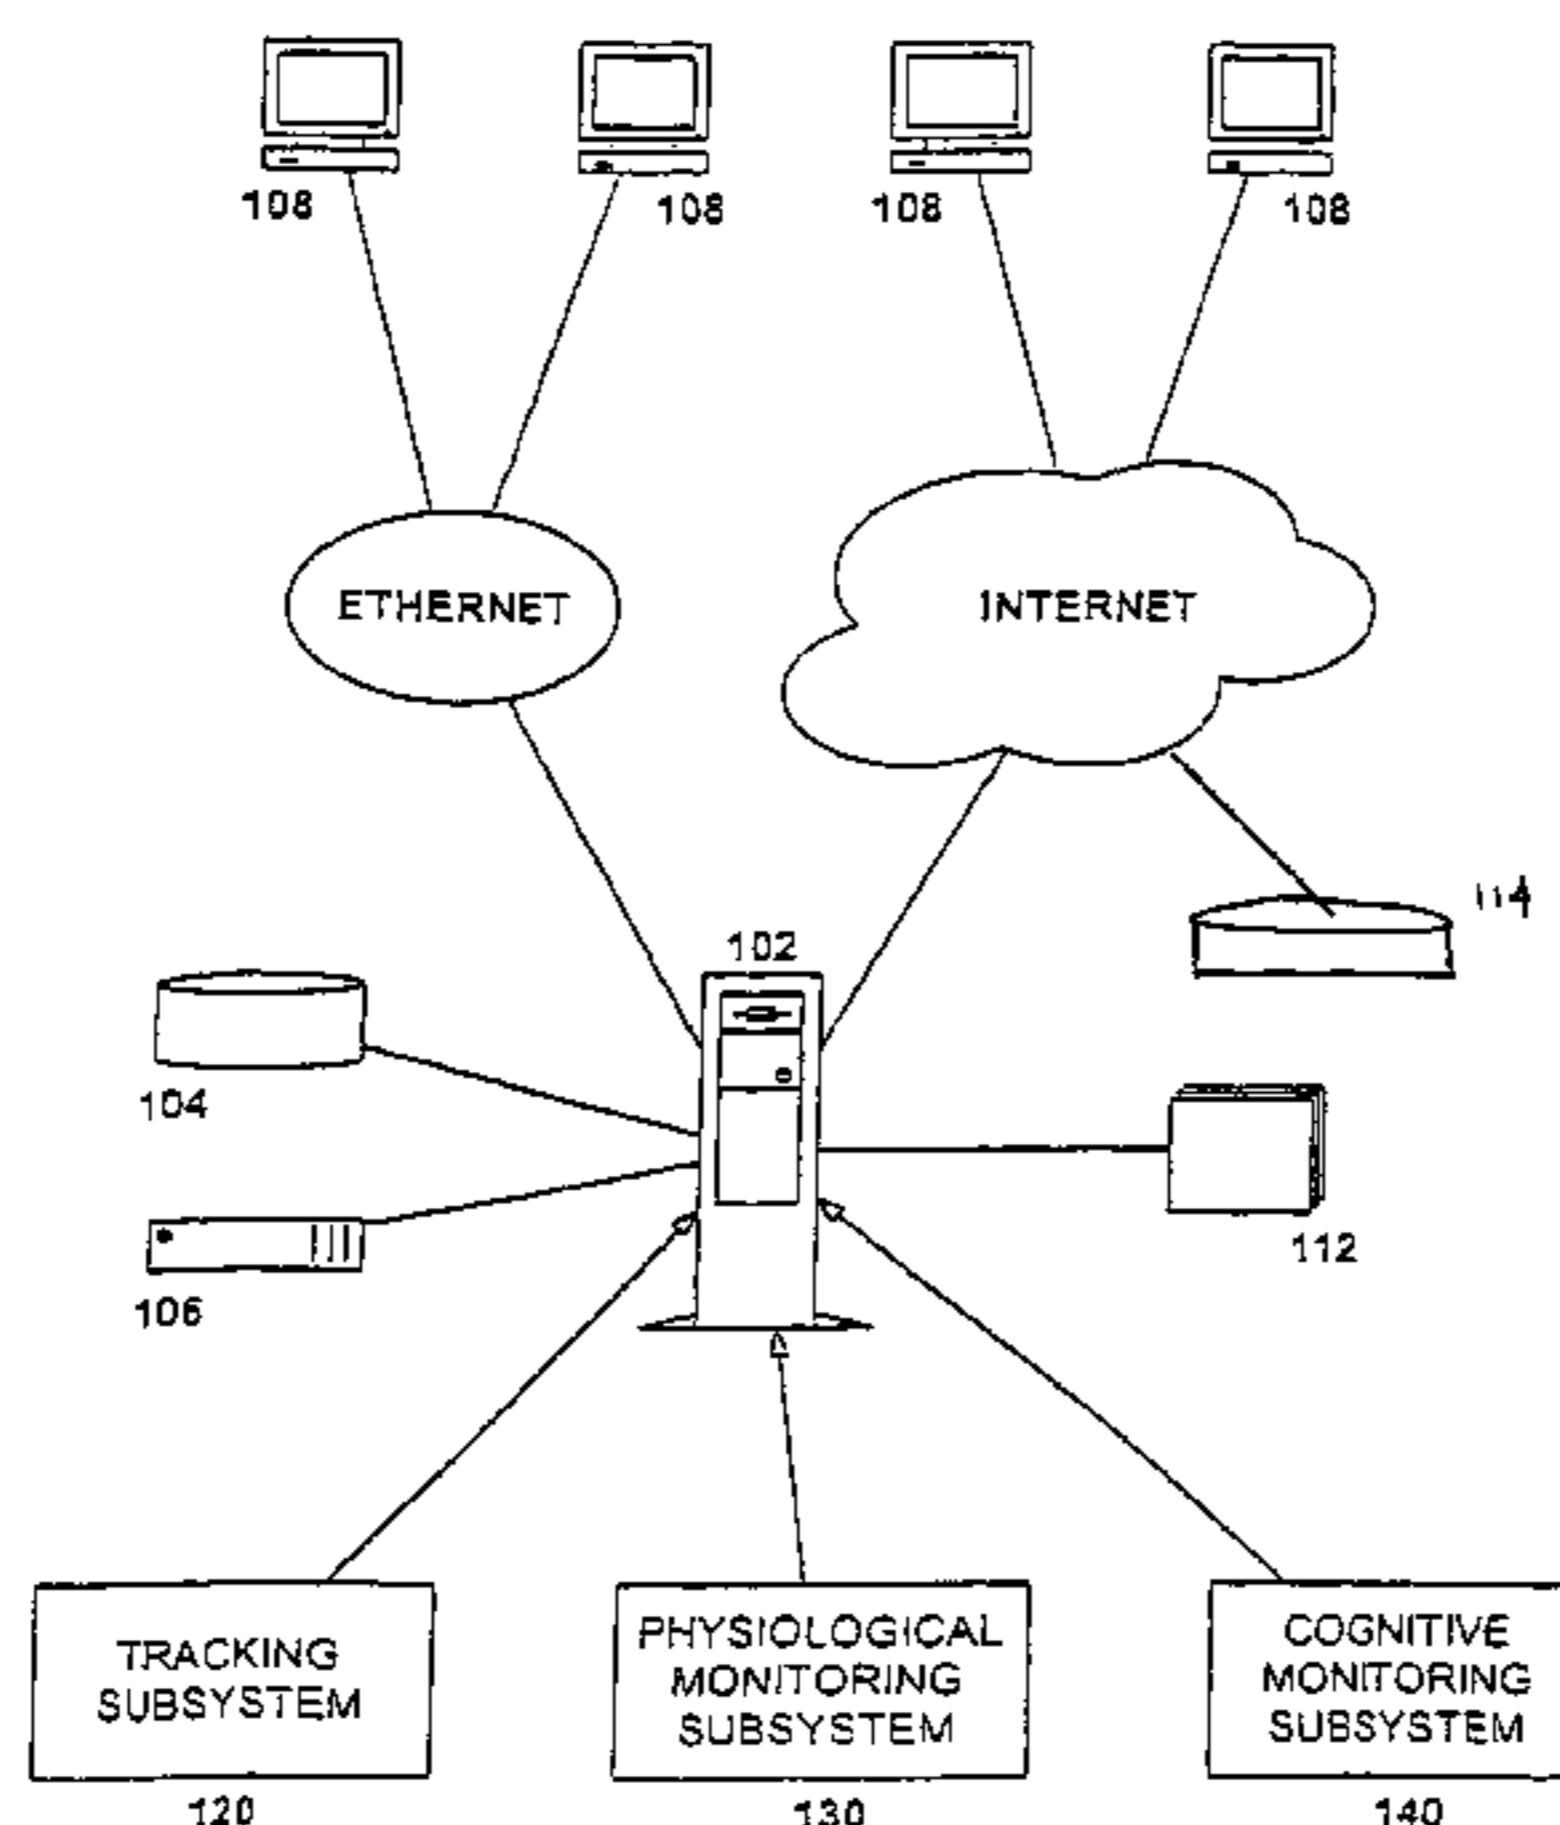 108
108
108
108
ETHERNET
INTERNET
114
102
104
112
106
TRACKING
SUBSYSTEM
PHYSIOLOGICAL
MONITORING
SUBSYSTEM
COGNITIVE
MONITORING
SUBSYSTEM
120
130
140